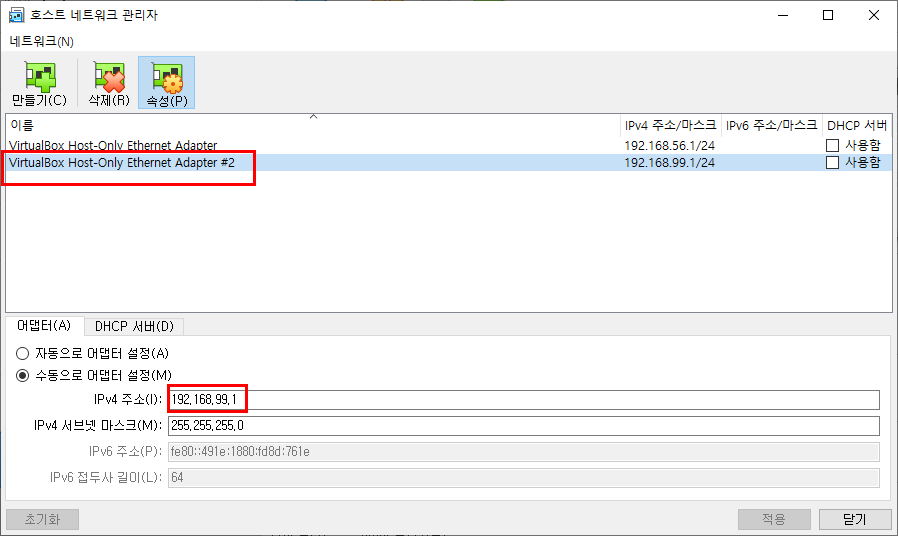 호스트 네트워크 관리자
네트워크(N)
만들기(C) 삭제(R) 속성(P)
이름 IPv4 주소/마스크 IPv6 주소/마스크 DHCP 서버
VirtualBox Host-Only Ethernet Adapter 192.168.56.1/24 사용함
VirtualBox Host-Only Ethernet Adapter #2 192.168.99.1/24 사용함
어댑터(A) DHCP 서버(D)
자동으로 어댑터 설정(A)
수동으로 어댑터 설정(M)
IPv4 주소(I): 192.168.99.1
IPv4 서브넷 마스크(M): 255.255.255.0
IPv6 주소(P): fe80::491e:1880:fd8d:761e
IPv6 접두사 길이(L): 64
초기화 적용 닫기